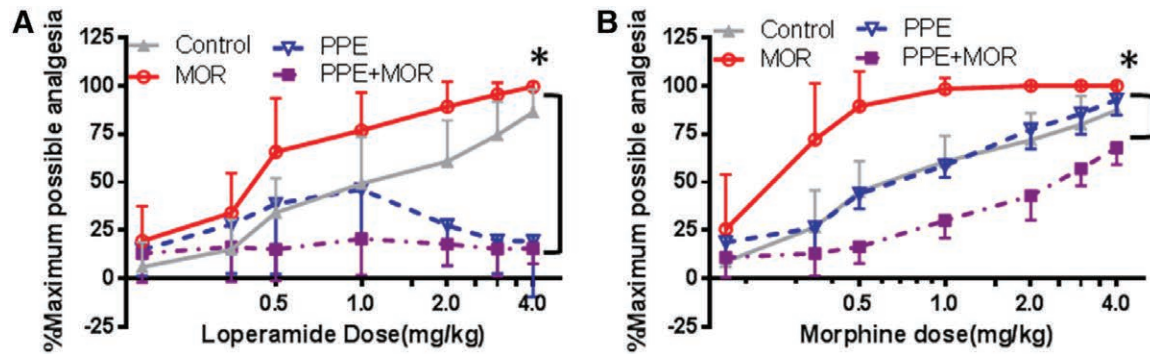 A
%Maximum possible analgesia
125
100
75
50
25
0
-25
Control
PPE
MOR
PPE+MOR
*
0.5
1.0
2.0
4.0
Loperamide Dose(mg/kg)
B
%Maximum possible analgesia
125
100
75
50
25
0
-25
Control
PPE
MOR
PPE+MOR
*
0.5
1.0
2.0
4.0
Morphine dose(mg/kg)